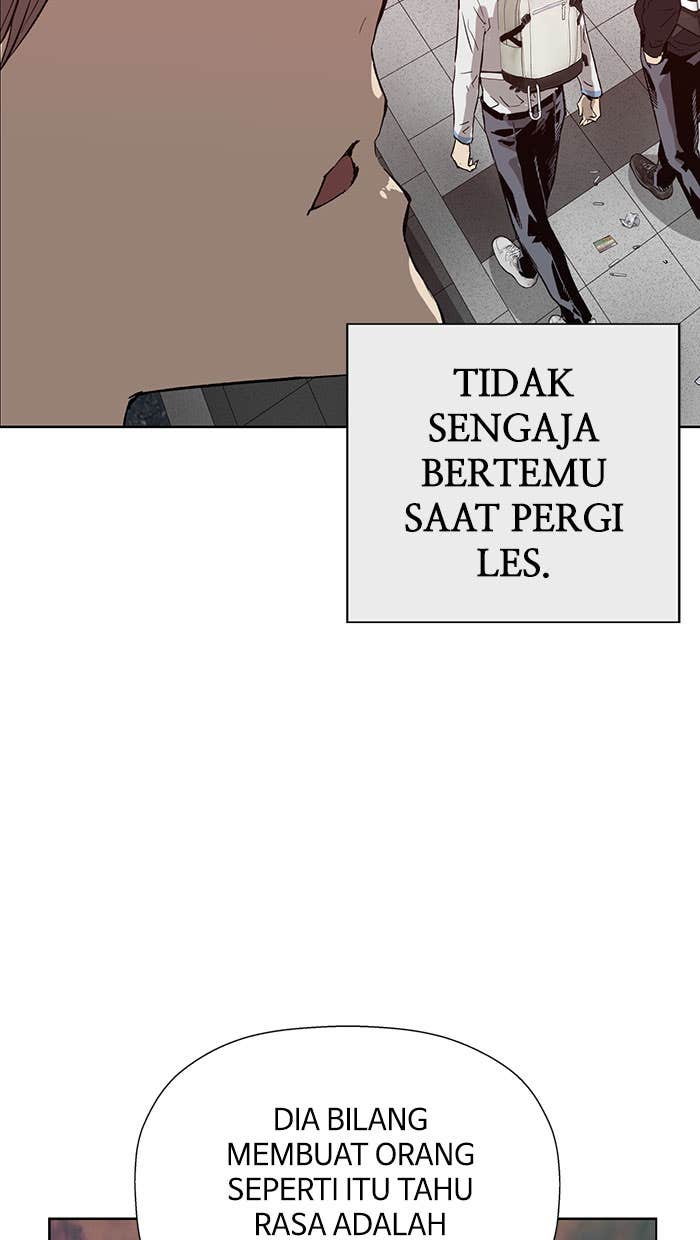 TIDAK
SENGAJA
BERTEMU
SAAT PERGI
LES.
DIA BILANG
MEMBUAT ORANG
SEPERTI ITU TAHU
RASA ADALAH